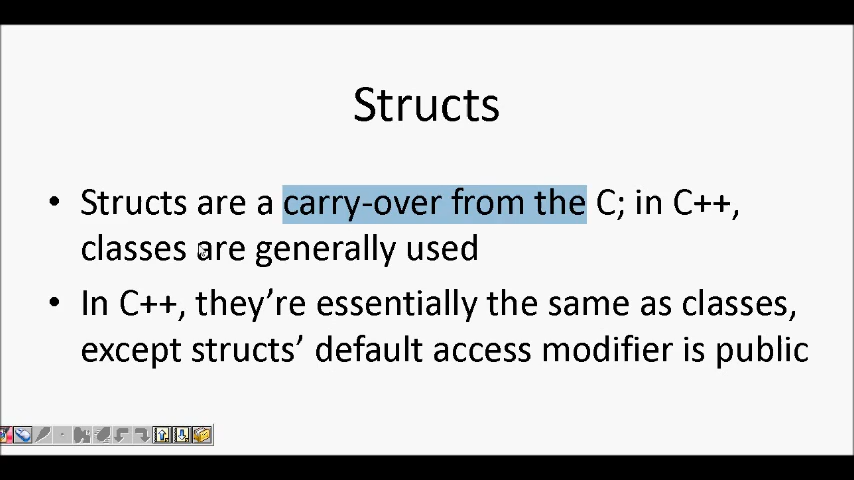 Structs
• Structs are a carry-over from the C; in C++,
classes are generally used
• In C++, they’re essentially the same as classes,
except structs’ default access modifier is public